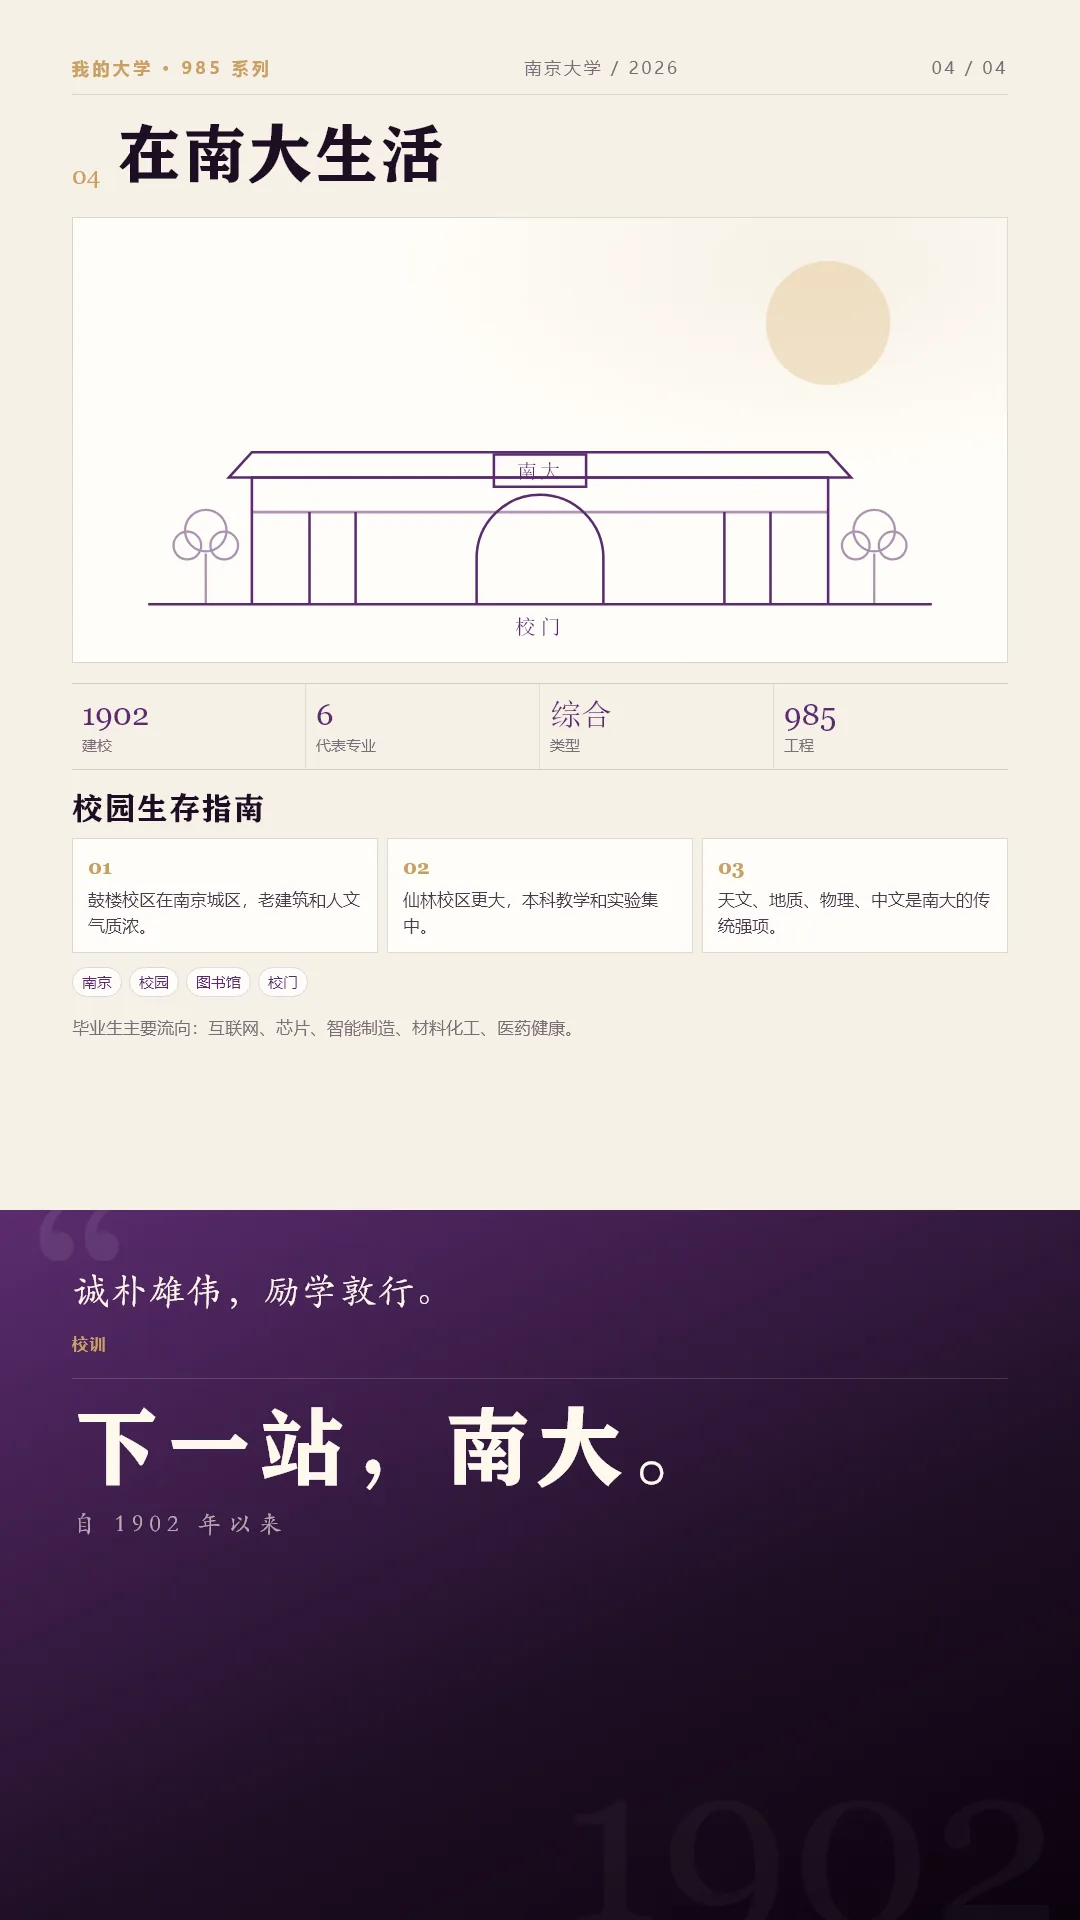 我的大学 · 985 系列
南京大学 / 2026
04 / 04
04 在南大生活
南大
校门
1902
建校
6
代表专业
综合
类型
985
工程
校园生存指南
01
鼓楼校区在南京城区，老建筑和人文
气质浓。
02
仙林校区更大，本科教学和实验集
中。
03
天文、地质、物理、中文是南大的传
统强项。
南京
校园
图书馆
校门
毕业生主要流向：互联网、芯片、智能制造、材料化工、医药健康。
“
诚朴雄伟，励学敦行。
校训
下一站，南大。
自 1902 年以来
1902